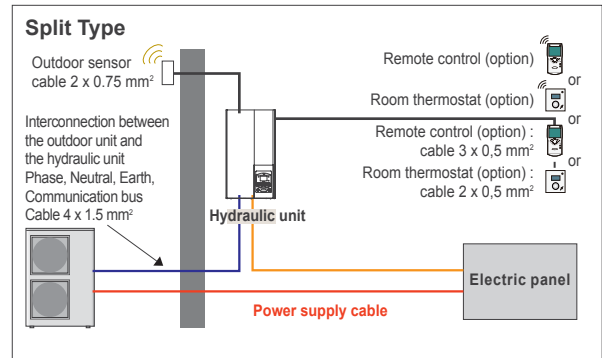 Split Type
Outdoor sensor
cable 2 x 0.75 mm²
Interconnection between
the outdoor unit and
the hydraulic unit
Phase, Neutral, Earth,
Communication bus
Cable 4 x 1.5 mm²
Hydraulic unit
Remote control (option)
or
Room thermostat (option)
or
Remote control (option) :
cable 3 x 0,5 mm²
or
Room thermostat (option) :
cable 2 x 0,5 mm²
Electric panel
Power supply cable